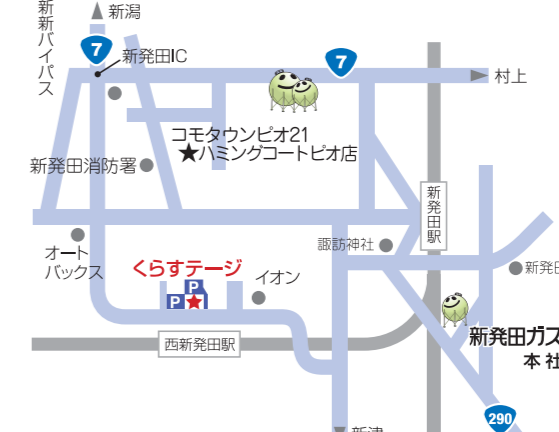 新潟
新新バイパス
7
新発田IC
7
村上
コモタウンピオ21
★ハミングコートピオ店
新発田消防署
新発田駅
オート
バックス
諏訪神社
くらすテージ
イオン
新発田
P
P
新発田ガス
本社
西新発田駅
290
新津